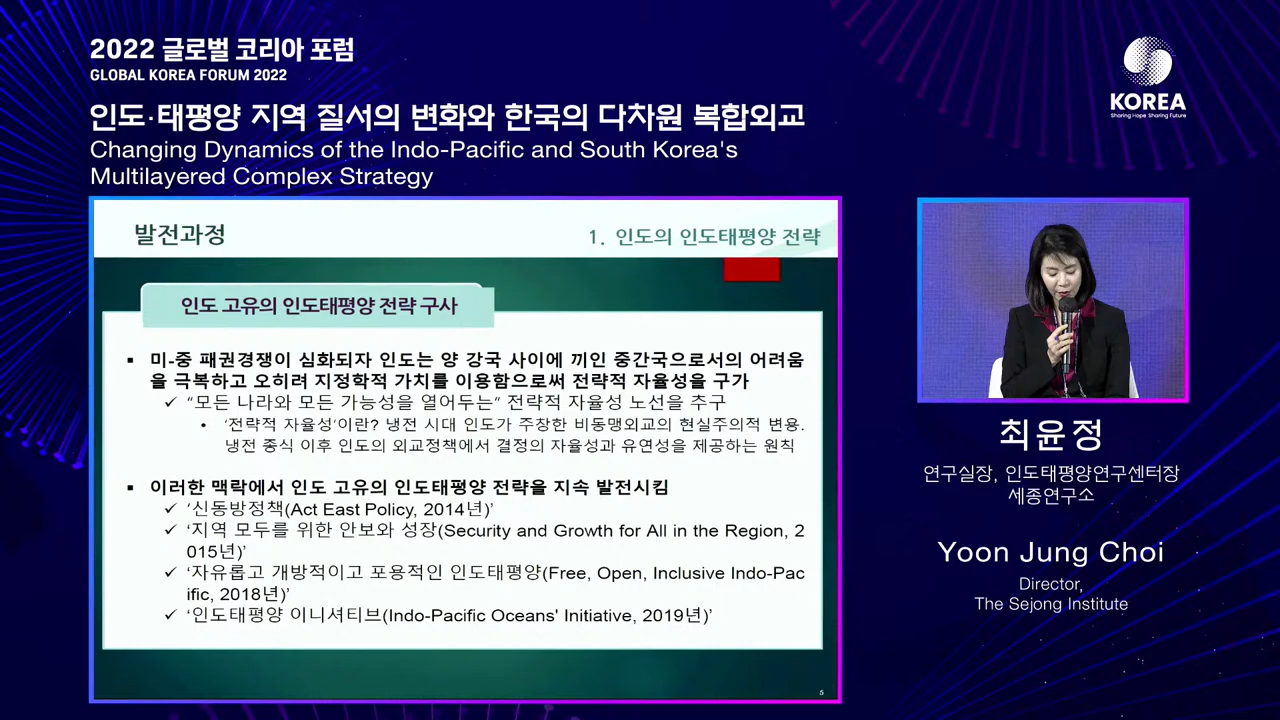 2022 글로벌 코리아 포럼
GLOBAL KOREA FORUM 2022
KOREA
Sharing Hope Sharing Future
인도·태평양 지역 질서의 변화와 한국의 다차원 복합외교
Changing Dynamics of the Indo-Pacific and South Korea's
Multilayered Complex Strategy
발전과정
1. 인도의 인도태평양 전략
인도 고유의 인도태평양 전략 구사
▪ 미-중 패권경쟁이 심화되자 인도는 양 강국 사이에 끼인 중간국으로서의 어려움
을 극복하고 오히려 지정학적 가치를 이용함으로써 전략적 자율성을 구가
✓ “모든 나라와 모든 가능성을 열어두는” 전략적 자율성 노선을 추구
• ‘전략적 자율성’이란? 냉전 시대 인도가 주창한 비동맹외교의 현실주의적 변용.
냉전 종식 이후 인도의 외교정책에서 결정의 자율성과 유연성을 제공하는 원칙
▪ 이러한 맥락에서 인도 고유의 인도태평양 전략을 지속 발전시킴
✓ ‘신동방정책(Act East Policy, 2014년)’
✓ ‘지역 모두를 위한 안보와 성장(Security and Growth for All in the Region, 2
015년)’
✓ ‘자유롭고 개방적이고 포용적인 인도태평양(Free, Open, Inclusive Indo-Pac
ific, 2018년)’
✓ ‘인도태평양 이니셔티브(Indo-Pacific Oceans' Initiative, 2019년)’
5
최윤정
연구실장, 인도태평양연구센터장
세종연구소
Yoon Jung Choi
Director,
The Sejong Institute